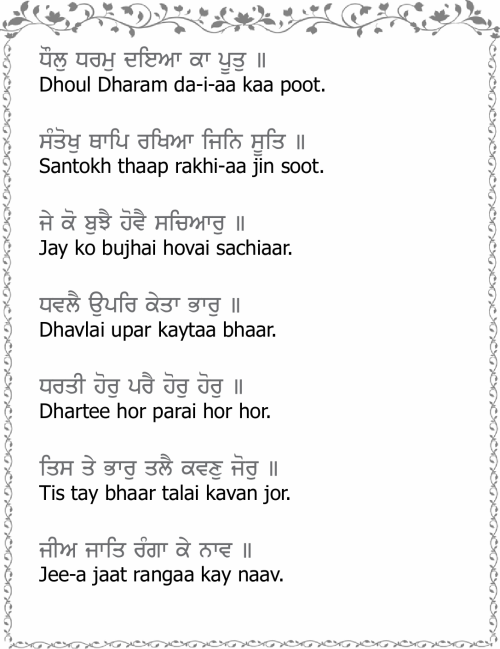 ਧੌਲੁ ਧਰਮੁ ਦਇਆ ਕਾ ਪੂਤੁ ॥
Dhoul Dharam da-i-aa kaa poot.
ਸੰਤੋਖੁ ਥਾਪਿ ਰਖਿਆ ਜਿਨਿ ਸੂਤਿ ॥
Santokh thaap rakhi-aa jin soot.
ਜੇ ਕੋ ਬੁਝੈ ਹੋਵੈ ਸਚਿਆਰੁ ॥
Jay ko bujhai hovai sachiaar.
ਧਵਲੈ ਉਪਰਿ ਕੇਤਾ ਭਾਰੁ ॥
Dhavlai upar kaytaa bhaar.
ਧਰਤੀ ਹੋਰੁ ਪਰੈ ਹੋਰੁ ਹੋਰੁ ॥
Dhartee hor parai hor hor.
ਤਿਸ ਤੇ ਭਾਰੁ ਤਲੈ ਕਵਣੁ ਜੋਰੁ ॥
Tis tay bhaar talai kavan jor.
ਜੀਅ ਜਾਤਿ ਰੰਗਾ ਕੇ ਨਾਵ ॥
Jee-a jaat rangaa kay naav.